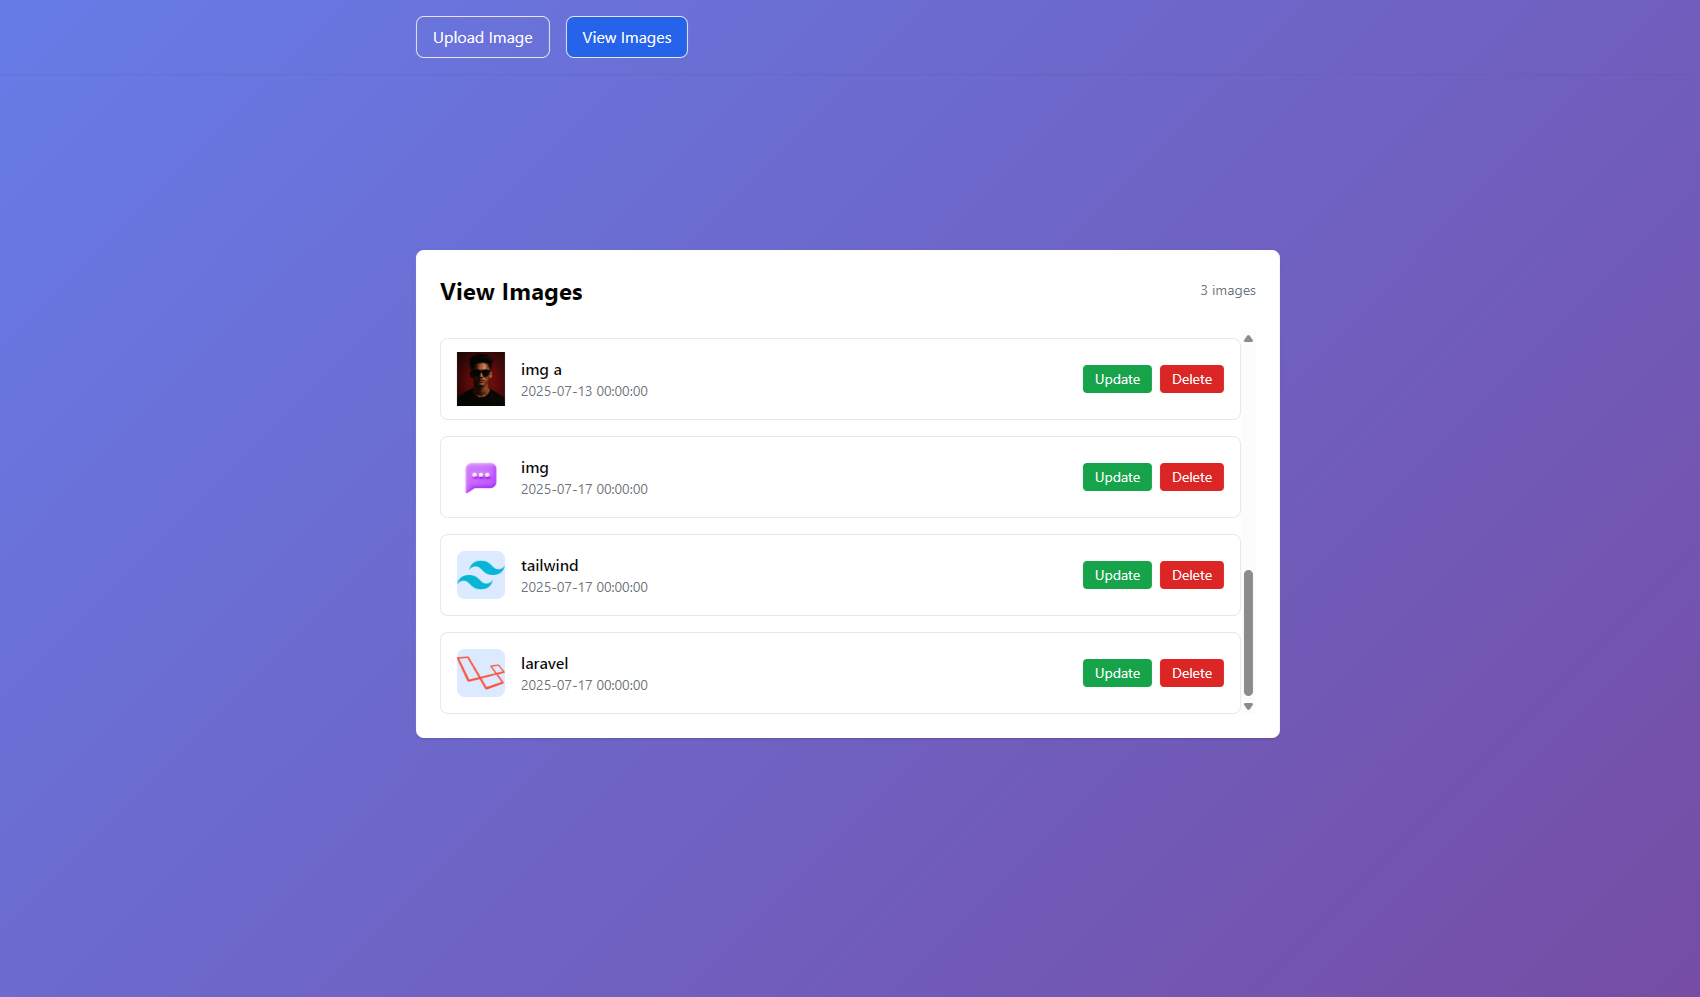 Upload Image
View Images
View Images
3 images
img a
2025-07-13 00:00:00
Update
Delete
img
2025-07-17 00:00:00
Update
Delete
tailwind
2025-07-17 00:00:00
Update
Delete
laravel
2025-07-17 00:00:00
Update
Delete